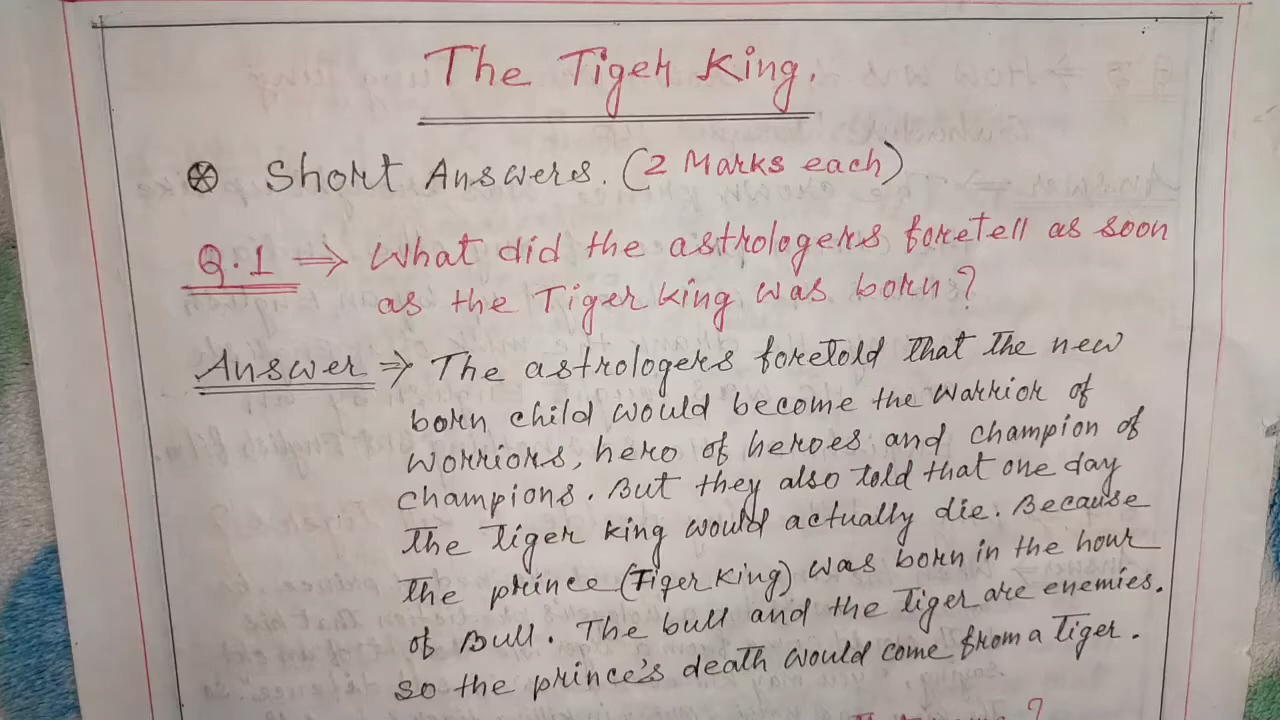 The Tiger King.
Short Answers. (2 Marks each)
Q.1 ⇒ What did the astrologers foretell as soon
as the Tiger king was born?
Answer ⇒ The astrologers foretold that the new
born child would become the warrior of
worriors, hero of heroes and champion of
champions. But they also told that one day
the tiger king would actually die. Because
the prince (Tiger king) was born in the hour
of Bull. The bull and the tiger are enemies.
so the prince's death would come from a tiger.